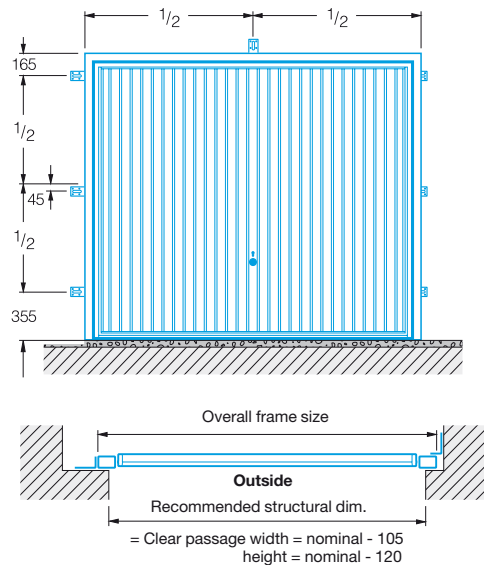 1/2 1/2
165
1/2
45
1/2
355
Overall frame size
Outside
Recommended structural dim.
= Clear passage width = nominal - 105
height = nominal - 120